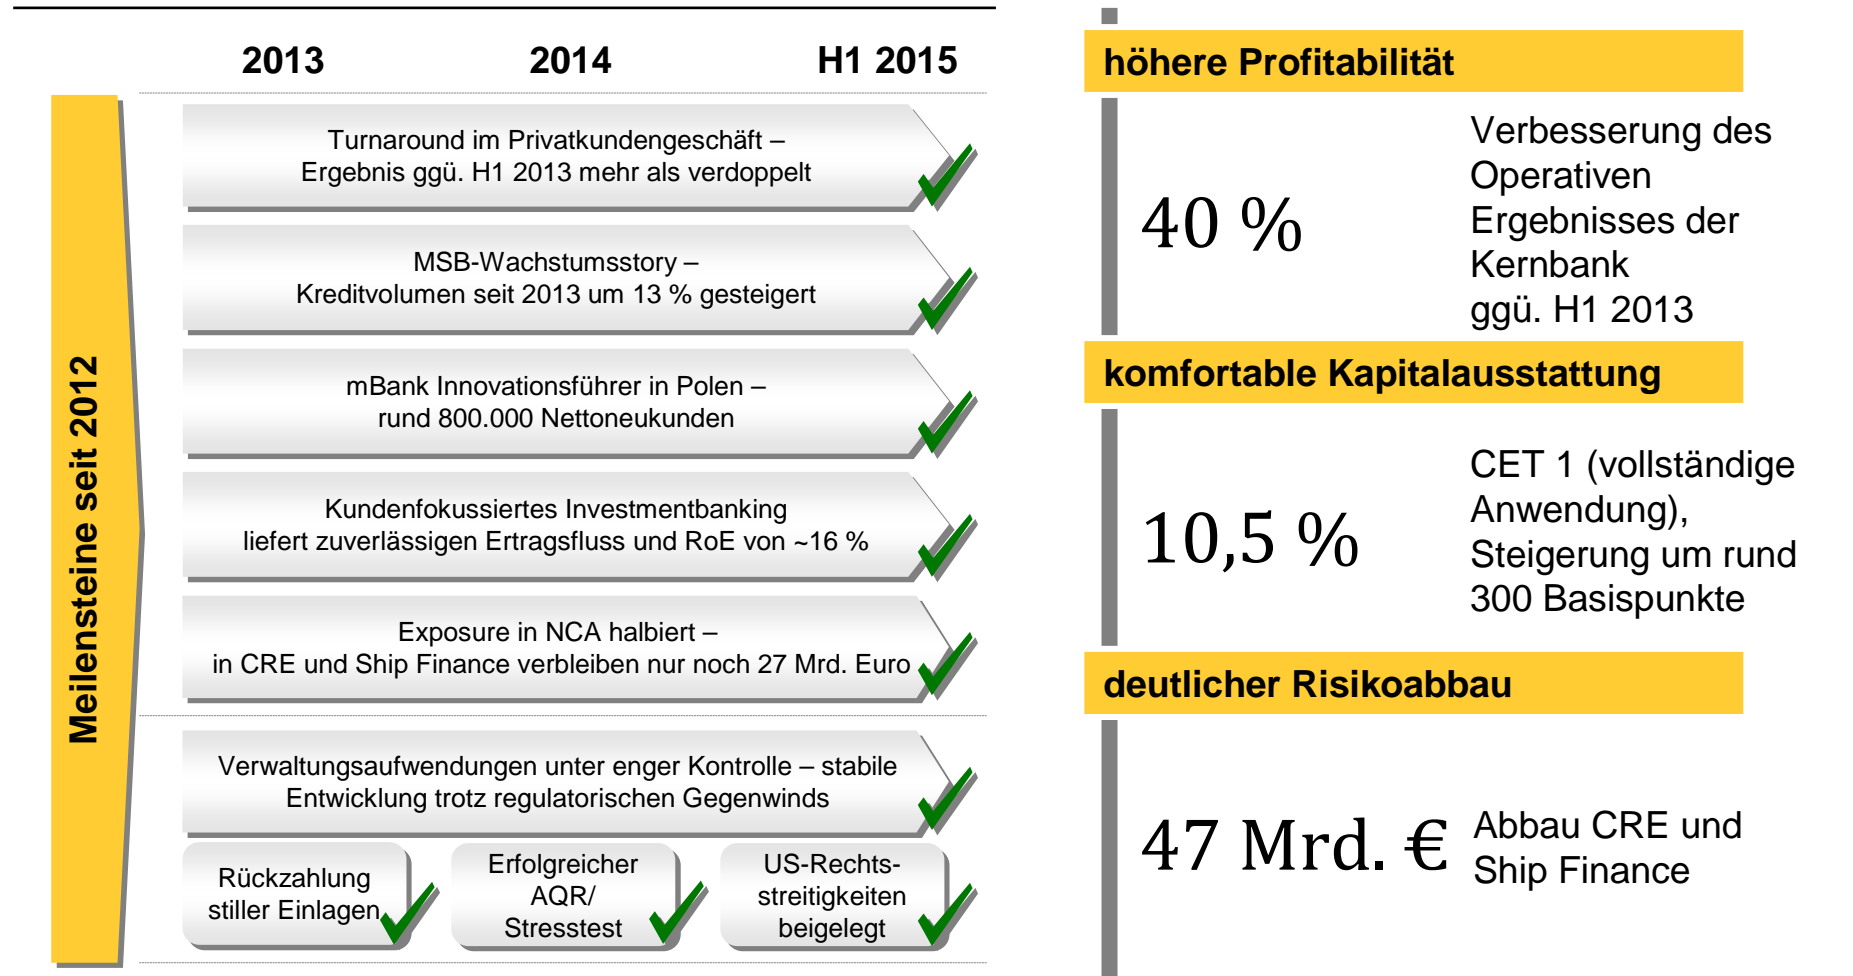 2013
2014
H1 2015
Meilensteine seit 2012
Turnaround im Privatkundengeschäft –
Ergebnis ggü. H1 2013 mehr als verdoppelt
MSB-Wachstumsstory –
Kreditvolumen seit 2013 um 13 % gesteigert
mBank Innovationsführer in Polen –
rund 800.000 Nettoneukunden
Kundenfokussiertes Investmentbanking
liefert zuverlässigen Ertragsfluss und RoE von ~16 %
Exposure in NCA halbiert –
in CRE und Ship Finance verbleiben nur noch 27 Mrd. Euro
Verwaltungsaufwendungen unter enger Kontrolle – stabile
Entwicklung trotz regulatorischen Gegenwinds
Rückzahlung
stiller Einlagen
Erfolgreicher
AQR/
Stresstest
US-Rechts-
streitigkeiten
beigelegt
höhere Profitabilität
40 %
Verbesserung des
Operativen
Ergebnisses der
Kernbank
ggü. H1 2013
komfortable Kapitalausstattung
10,5 %
CET 1 (vollständige
Anwendung),
Steigerung um rund
300 Basispunkte
deutlicher Risikoabbau
47 Mrd. €
Abbau CRE und
Ship Finance